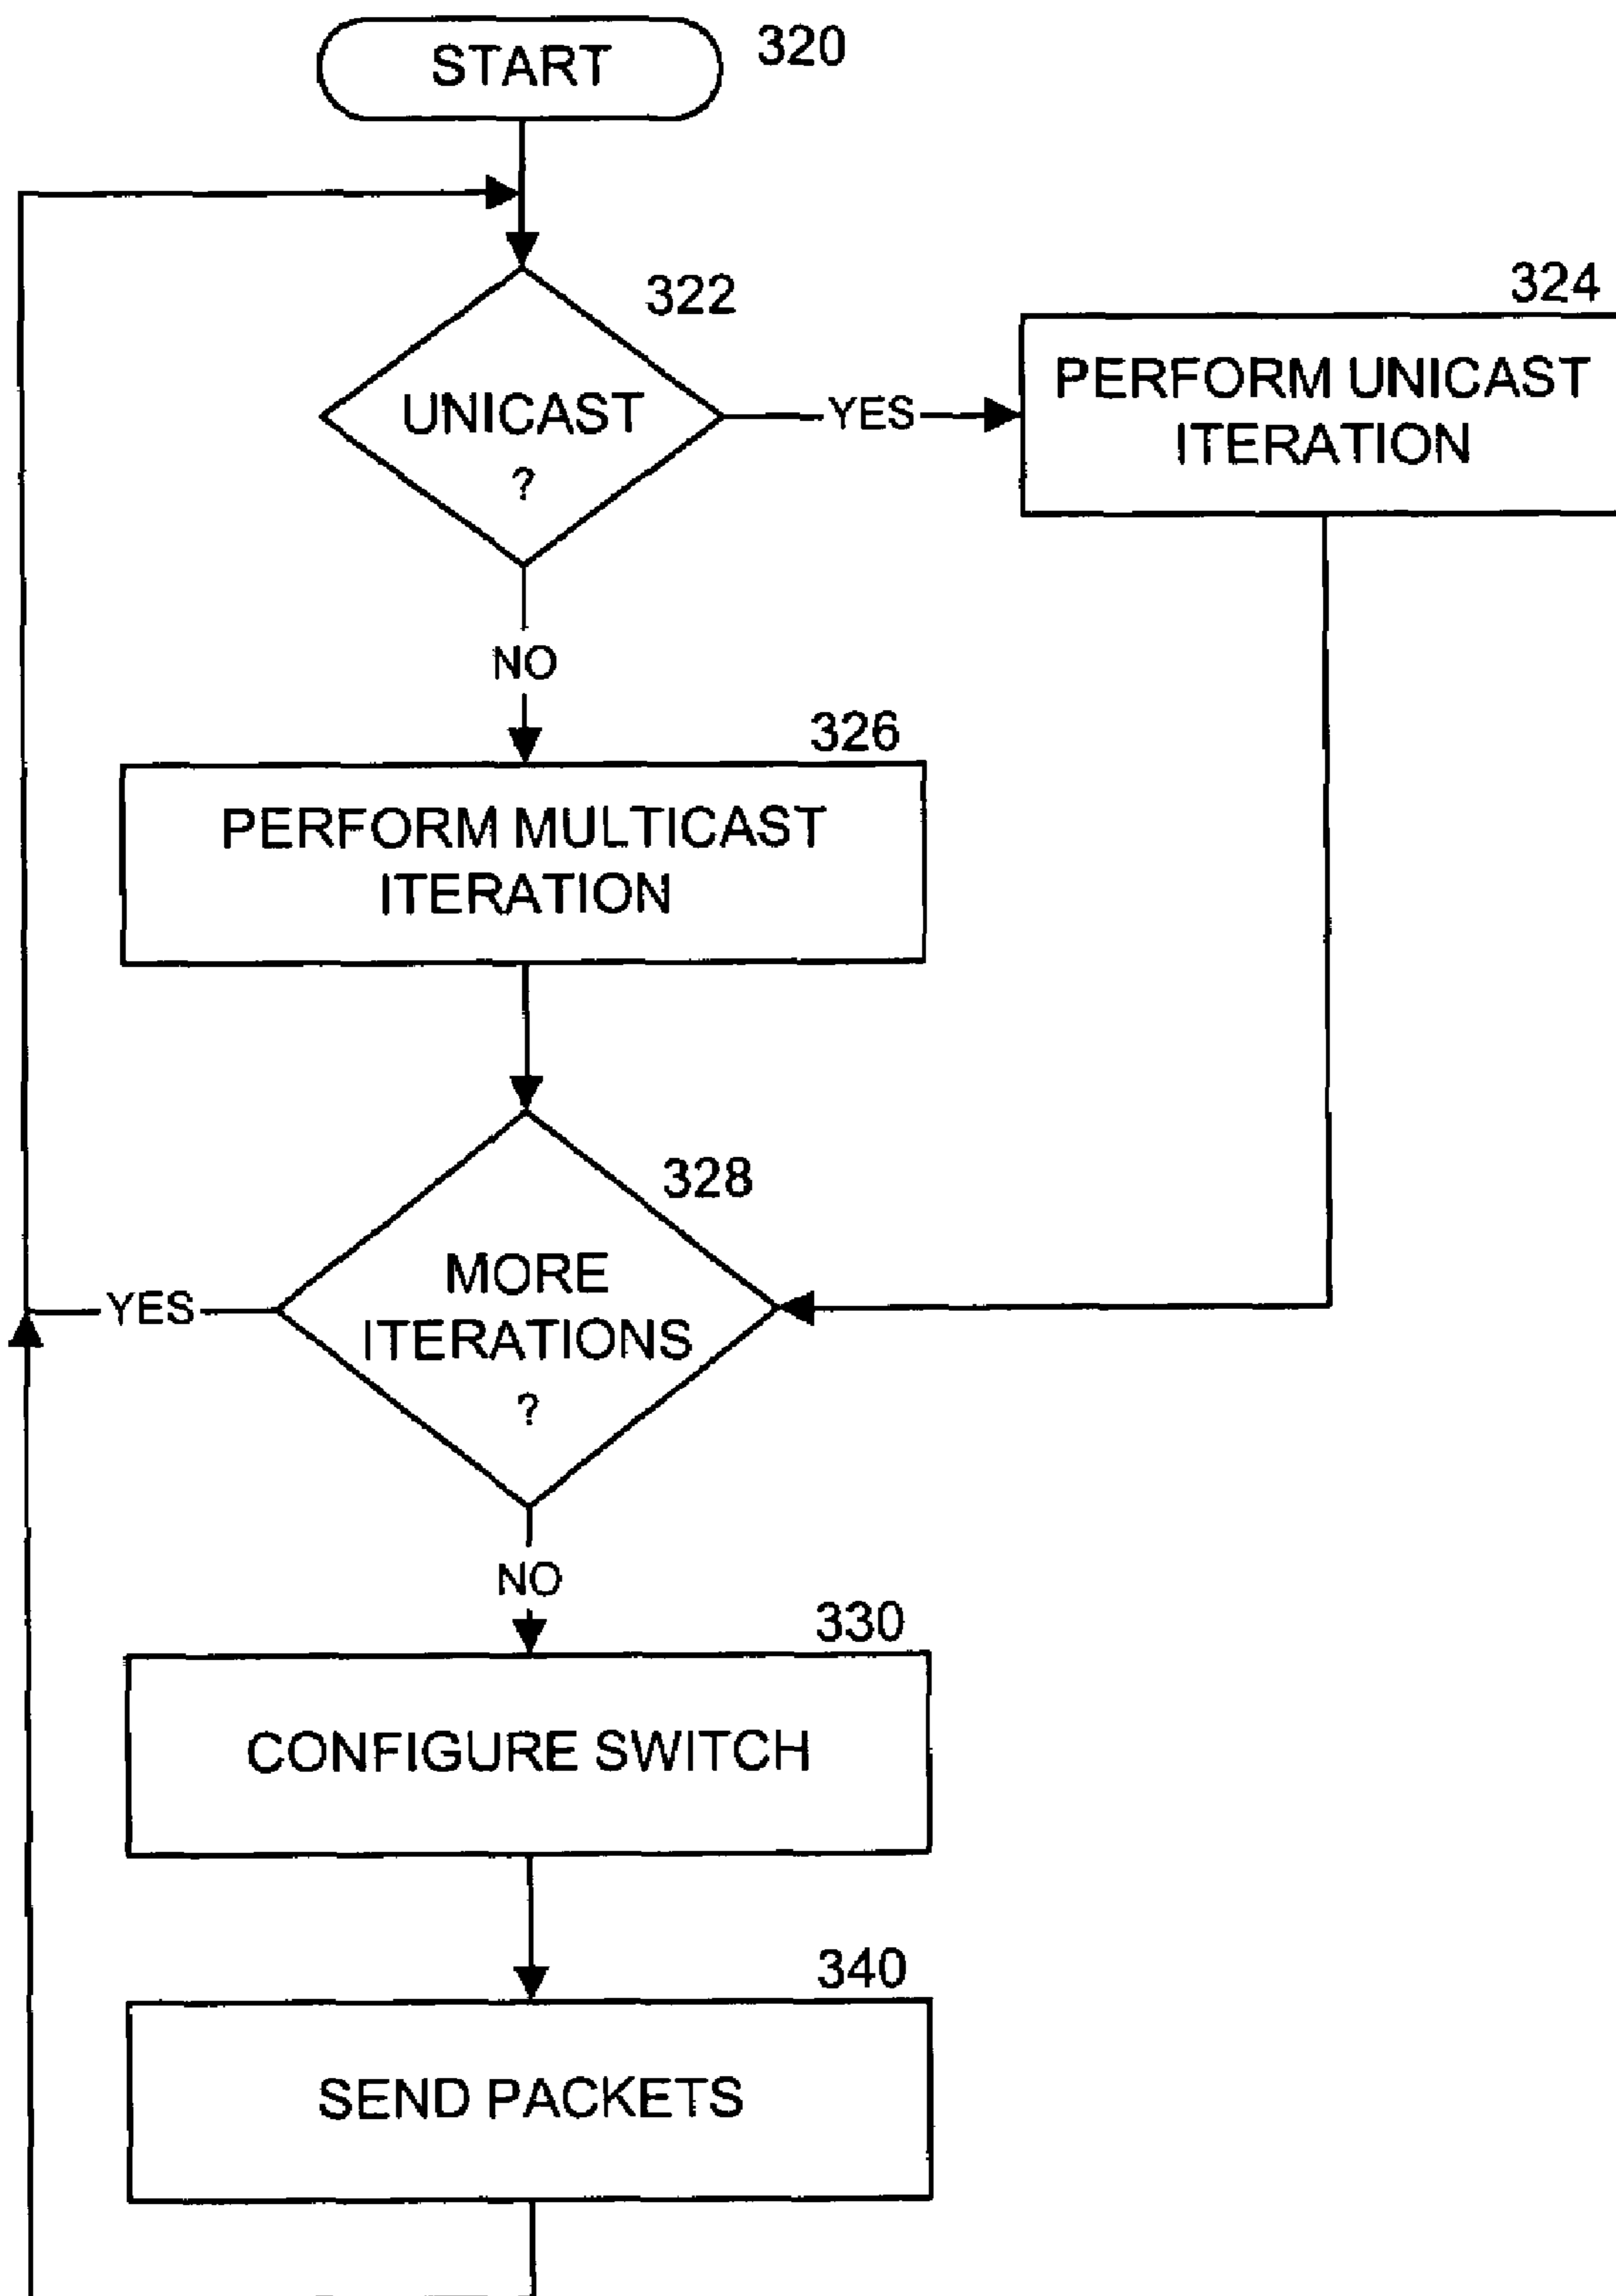 START
320
322
UNICAST
?
YES
324
PERFORM UNICAST
ITERATION
NO
326
PERFORM MULTICAST
ITERATION
328
MORE
ITERATIONS
?
YES
NO
330
CONFIGURE SWITCH
340
SEND PACKETS